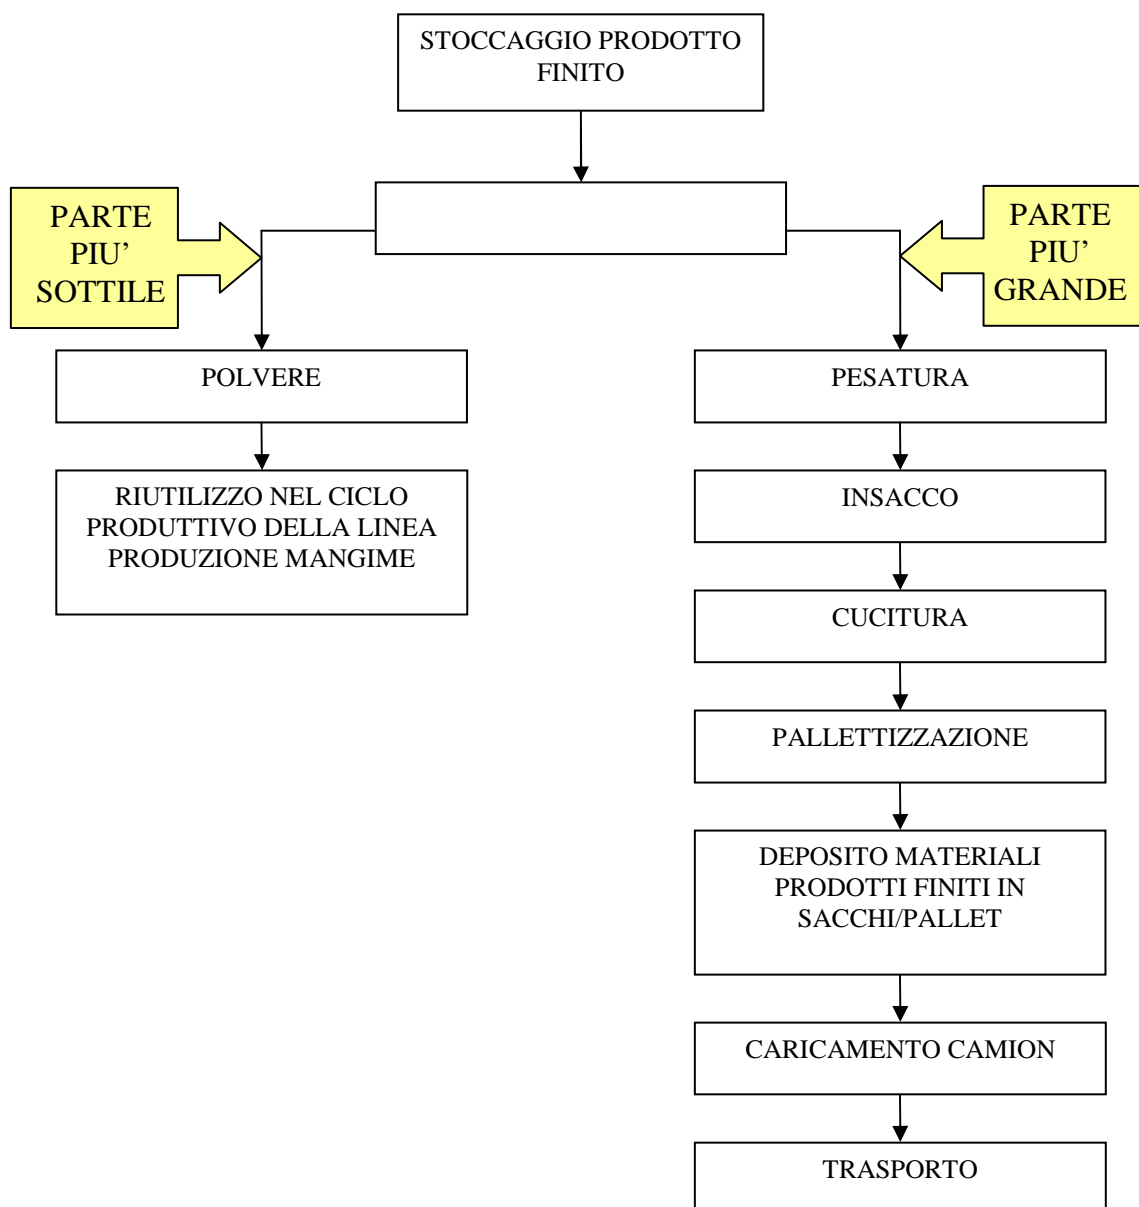 STOCCAGGIO PRODOTTO
FINITO
PARTE
PIU’
SOTTILE
PARTE
PIU’
GRANDE
POLVERE
PESATURA
RIUTILIZZO NEL CICLO
PRODUTTIVO DELLA LINEA
PRODUZIONE MANGIME
INSACCO
CUCITURA
PALLETTIZZAZIONE
DEPOSITO MATERIALI
PRODOTTI FINITI IN
SACCHI/PALLET
CARICAMENTO CAMION
TRASPORTO